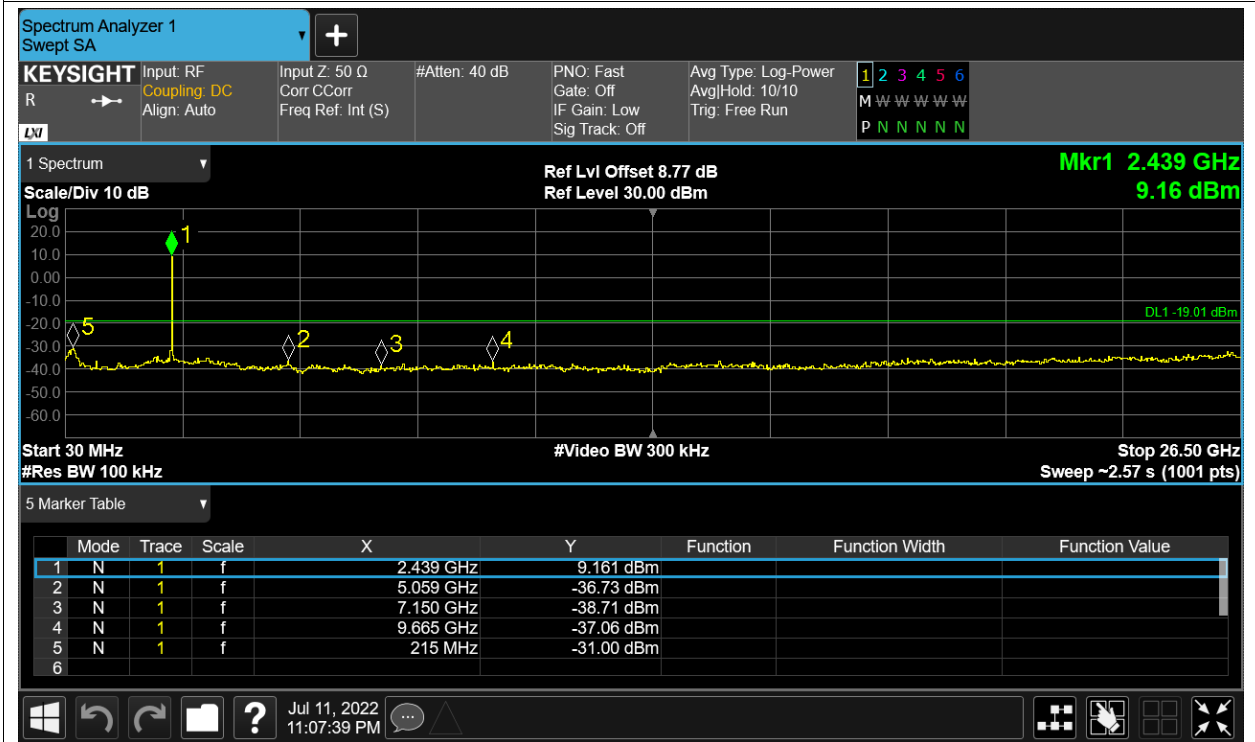 Spectrum Analyzer 1
Swept SA
+
KEYSIGHT
R
LXI
Input: RF
Coupling: DC
Align: Auto
Input Z: 50 Ω
Corr CCorr
Freq Ref: Int (S)
#Atten: 40 dB
PNO: Fast
Gate: Off
IF Gain: Low
Sig Track: Off
Avg Type: Log-Power
Avg|Hold: 10/10
Trig: Free Run
1 2 3 4 5 6
M W W W W W
P N N N N N
1 Spectrum
Scale/Div 10 dB
Ref Lvl Offset 8.77 dB
Ref Level 30.00 dBm
Mkr1 2.439 GHz
9.16 dBm
Log
20.0
10.0
0.00
-10.0
-20.0
-30.0
-40.0
-50.0
-60.0
1
5
2
3
4
DL1 -19.01 dBm
Start 30 MHz
#Res BW 100 kHz
#Video BW 300 kHz
Stop 26.50 GHz
Sweep ~2.57 s (1001 pts)
5 Marker Table
Mode Trace Scale X Y Function Function Width Function Value
1 N 1 f 2.439 GHz 9.161 dBm
2 N 1 f 5.059 GHz -36.73 dBm
3 N 1 f 7.150 GHz -38.71 dBm
4 N 1 f 9.665 GHz -37.06 dBm
5 N 1 f 215 MHz -31.00 dBm
6
?
Jul 11, 2022
11:07:39 PM